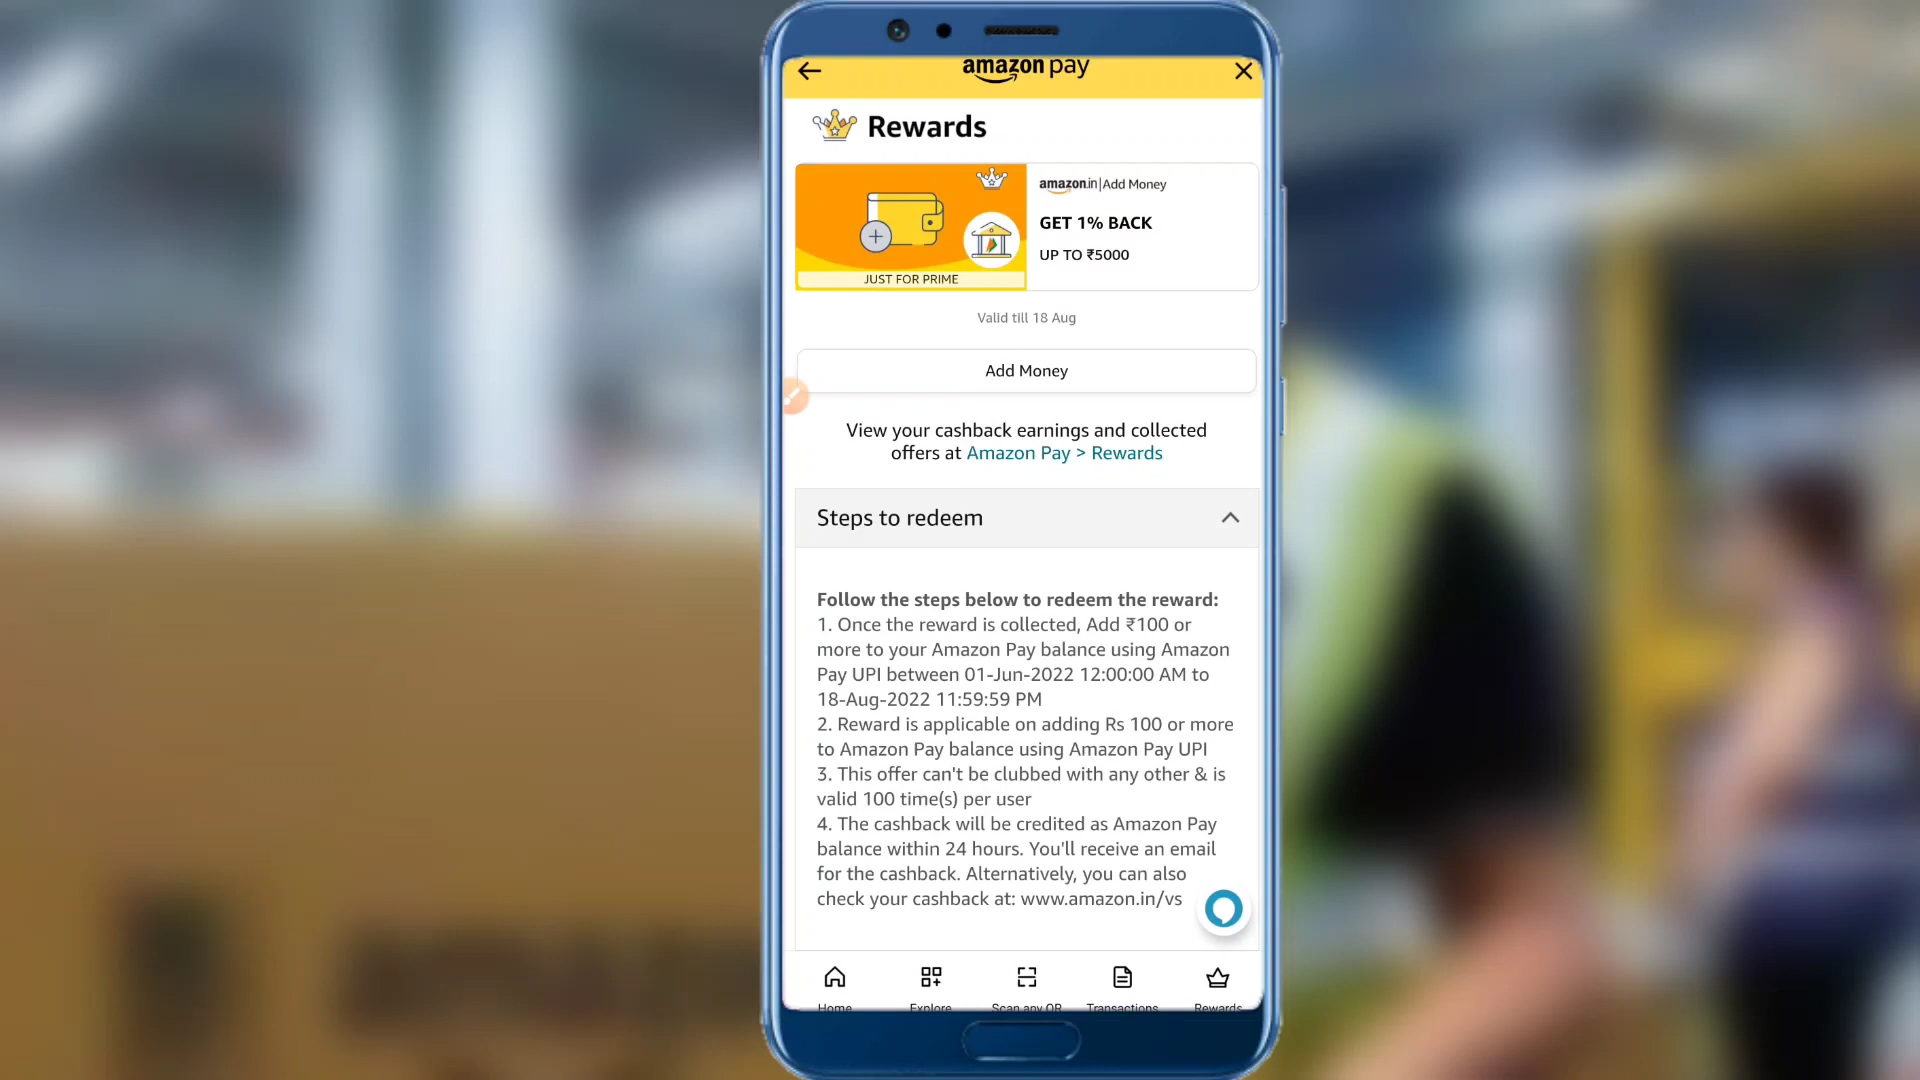 amazon pay
Rewards
amazon.in|Add Money
GET 1% BACK
UP TO ₹5000
JUST FOR PRIME
Valid till 18 Aug
Add Money
View your cashback earnings and collected
offers at Amazon Pay > Rewards
Steps to redeem
Follow the steps below to redeem the reward:
1. Once the reward is collected, Add ₹100 or
more to your Amazon Pay balance using Amazon
Pay UPI between 01-Jun-2022 12:00:00 AM to
18-Aug-2022 11:59:59 PM
2. Reward is applicable on adding Rs 100 or more
to Amazon Pay balance using Amazon Pay UPI
3. This offer can't be clubbed with any other & is
valid 100 time(s) per user
4. The cashback will be credited as Amazon Pay
balance within 24 hours. You'll receive an email
for the cashback. Alternatively, you can also
check your cashback at: www.amazon.in/vs
Home Explore Scan any QR Transactions Rewards